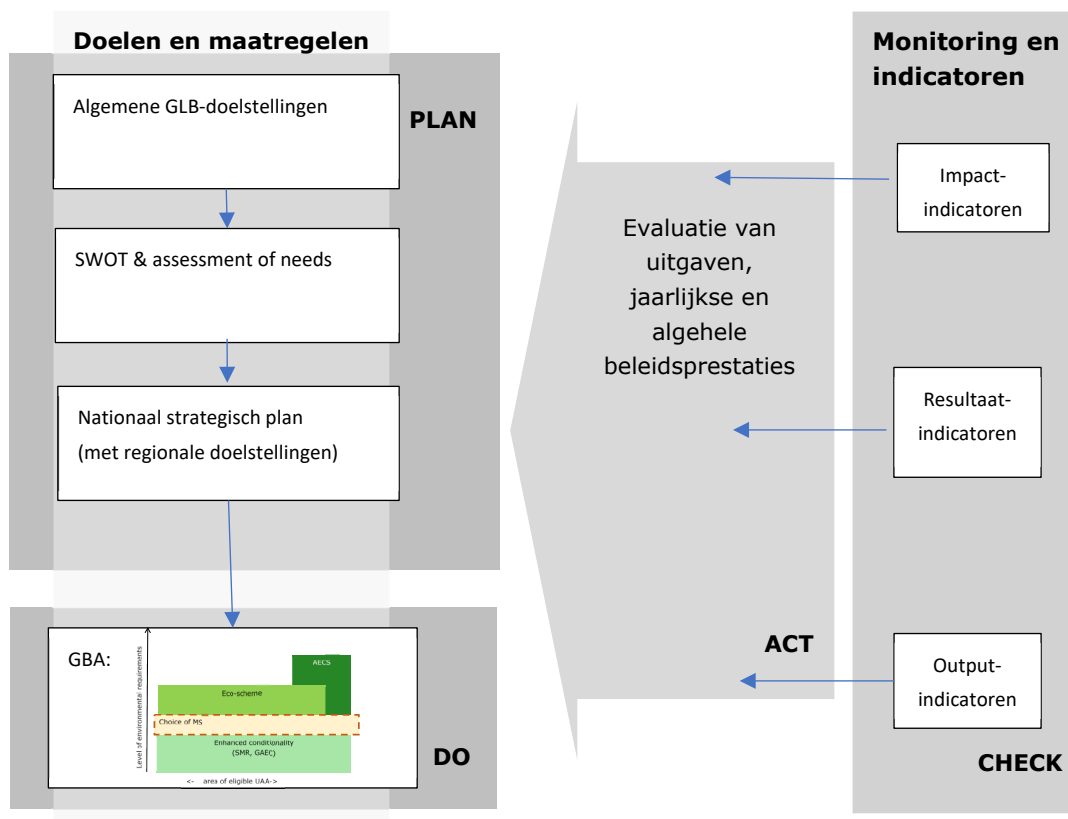 Doelen en maatregelen
Algemene GLB-doelstellingen
PLAN
SWOT & assessment of needs
Nationaal strategisch plan
(met regionale doelstellingen)
GBA:
Level of environmental requirements
AECS
Eco-scheme
Choice of MS
Enhanced conditionality
(SMR, GAEC)
<- area of eligible UAA->
DO
Evaluatie van
uitgaven,
jaarlijkse en
algehele
beleidsprestaties
ACT
Monitoring en
indicatoren
Impact-
indicatoren
Resultaat-
indicatoren
Output-
indicatoren
CHECK